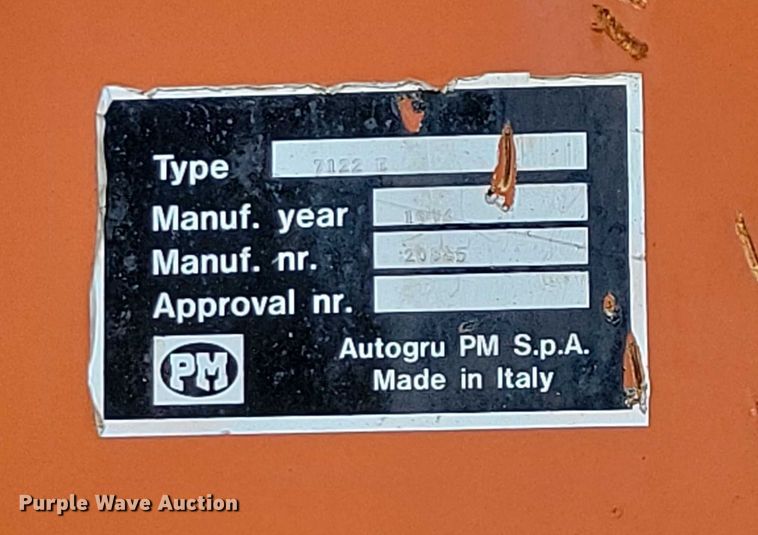 Type 7122 E
Manuf. year
Manuf. nr.
Approval nr.
PM
Autogru PM S.p.A.
Made in Italy
Purple Wave Auction